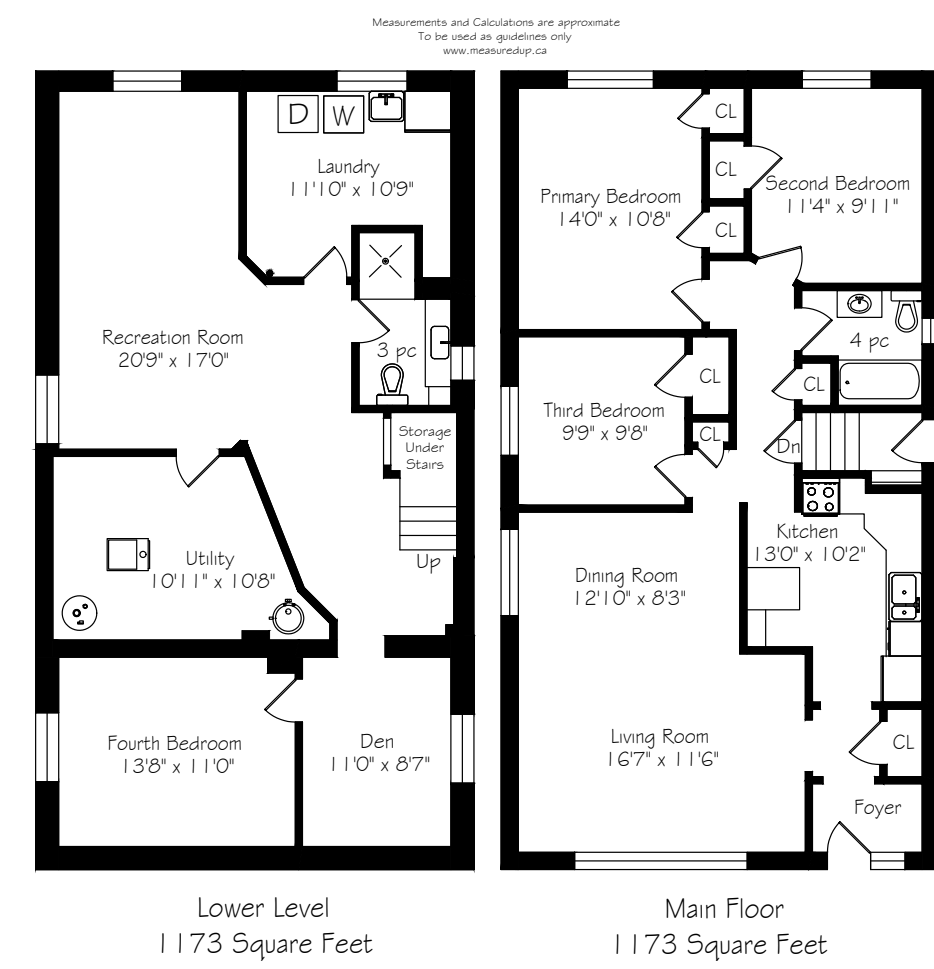 Measurements and Calculations are approximate
To be used as guidelines only
www.measuredup.ca
D
W
Laundry
11'10" x 10'9"
Recreation Room
20'9" x 17'0"
3 pc
Storage
Under
Stairs
Up
Utility
10'11" x 10'8"
Fourth Bedroom
13'8" x 11'0"
Den
11'0" x 8'7"
Lower Level
1173 Square Feet
CL
CL
CL
Primary Bedroom
14'0" x 10'8"
Second Bedroom
11'4" x 9'11"
4 pc
CL
CL
Third Bedroom
9'9" x 9'8"
CL
Dn
Kitchen
13'0" x 10'2"
Dining Room
12'10" x 8'3"
Living Room
16'7" x 11'6"
CL
Foyer
Main Floor
1173 Square Feet